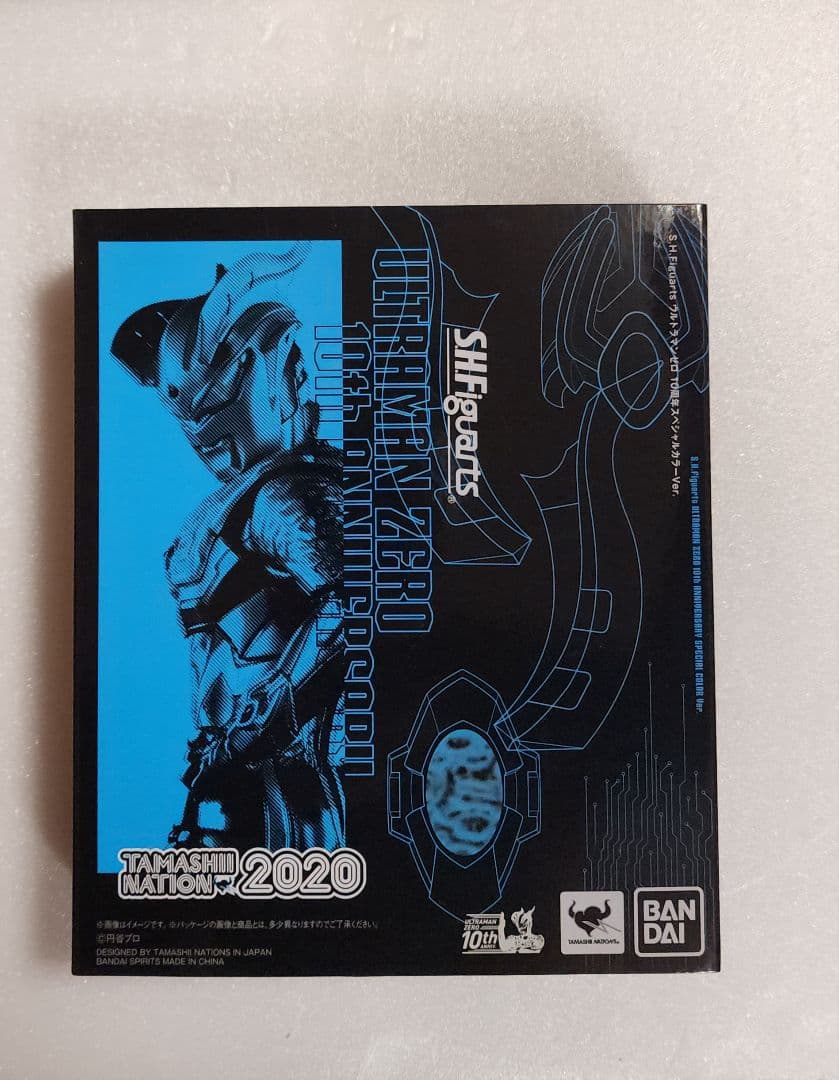 S.H.Figuarts ウルトラマンゼロ 10周年スペシャルカラーVer.
S.H.Figuarts ULTRAMAN ZERO 10th ANNIVERSARY SPECIAL COLOR Ver.
S.H.Figuarts®
ULTRAMAN ZERO
10th ANNIVERSARY
TAMASHII
NATION 2020
※画像はイメージです。※パッケージの画像と商品とは、多少異なりますのでご了承ください。
©円谷プロ
DESIGNED BY TAMASHII NATIONS IN JAPAN
BANDAI SPIRITS MADE IN CHINA
ULTRAMAN
ZERO
10th
ANNIV.
TAMASHII NATIONS
BAN
DAI